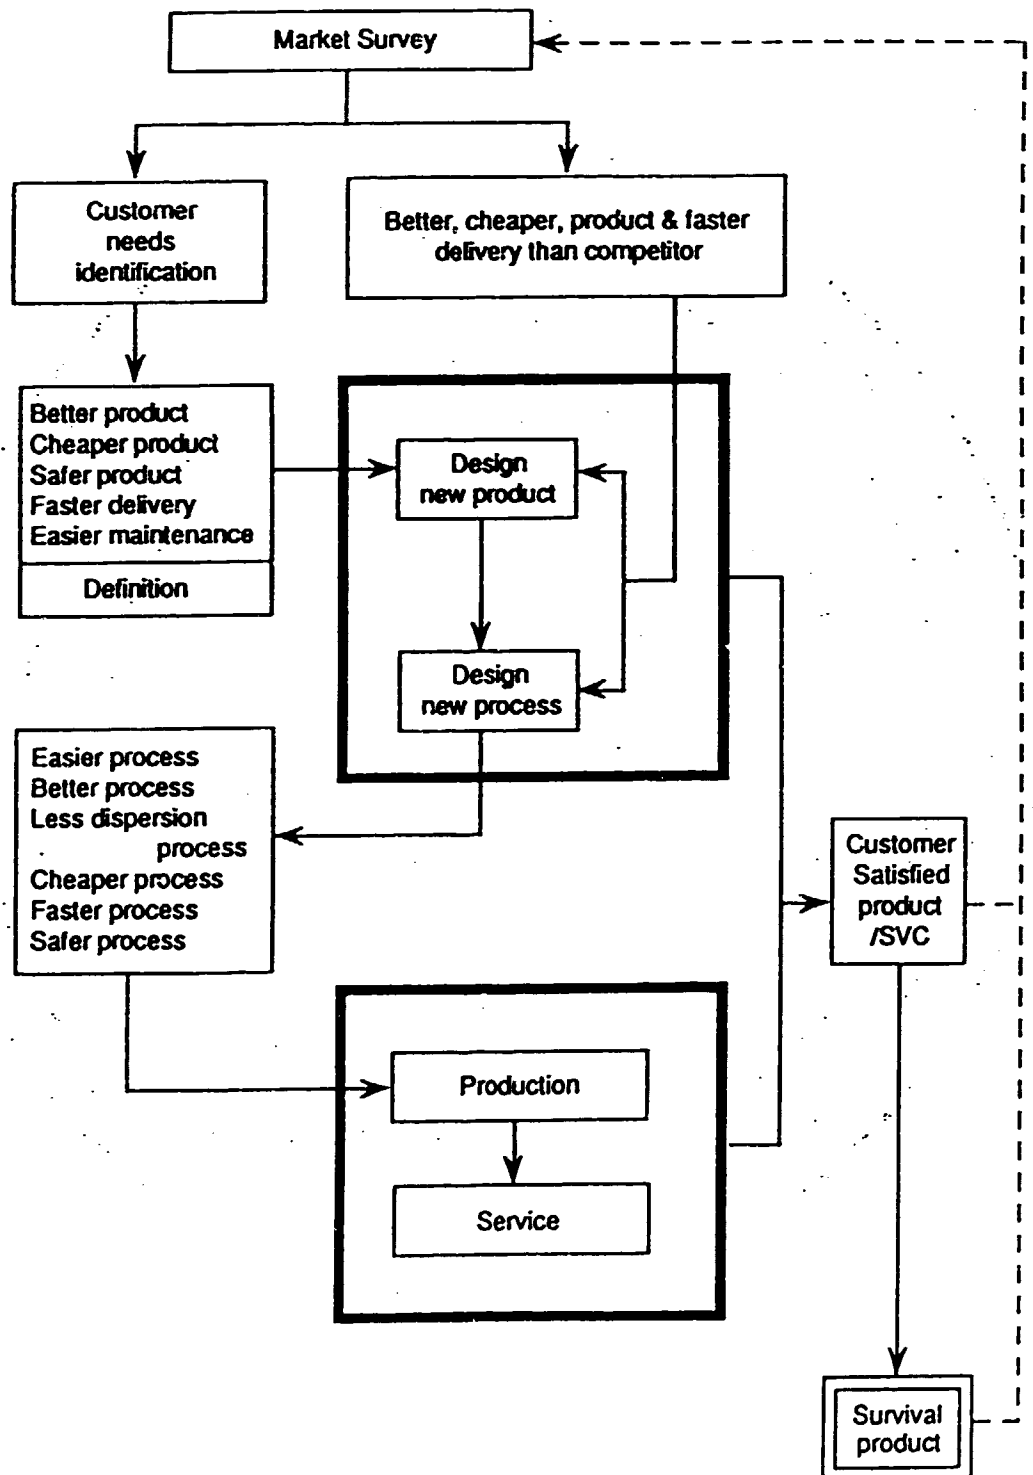 Market Survey
Customer
needs
identification
Better, cheaper, product & faster
delivery than competitor
Better product
Cheaper product
Safer product
Faster delivery
Easier maintenance
Definition
Design
new product
Design
new process
Easier process
Better process
Less dispersion
process
Cheaper process
Faster process
Safer process
Customer
Satisfied
product
/SVC
Production
Service
Survival
product